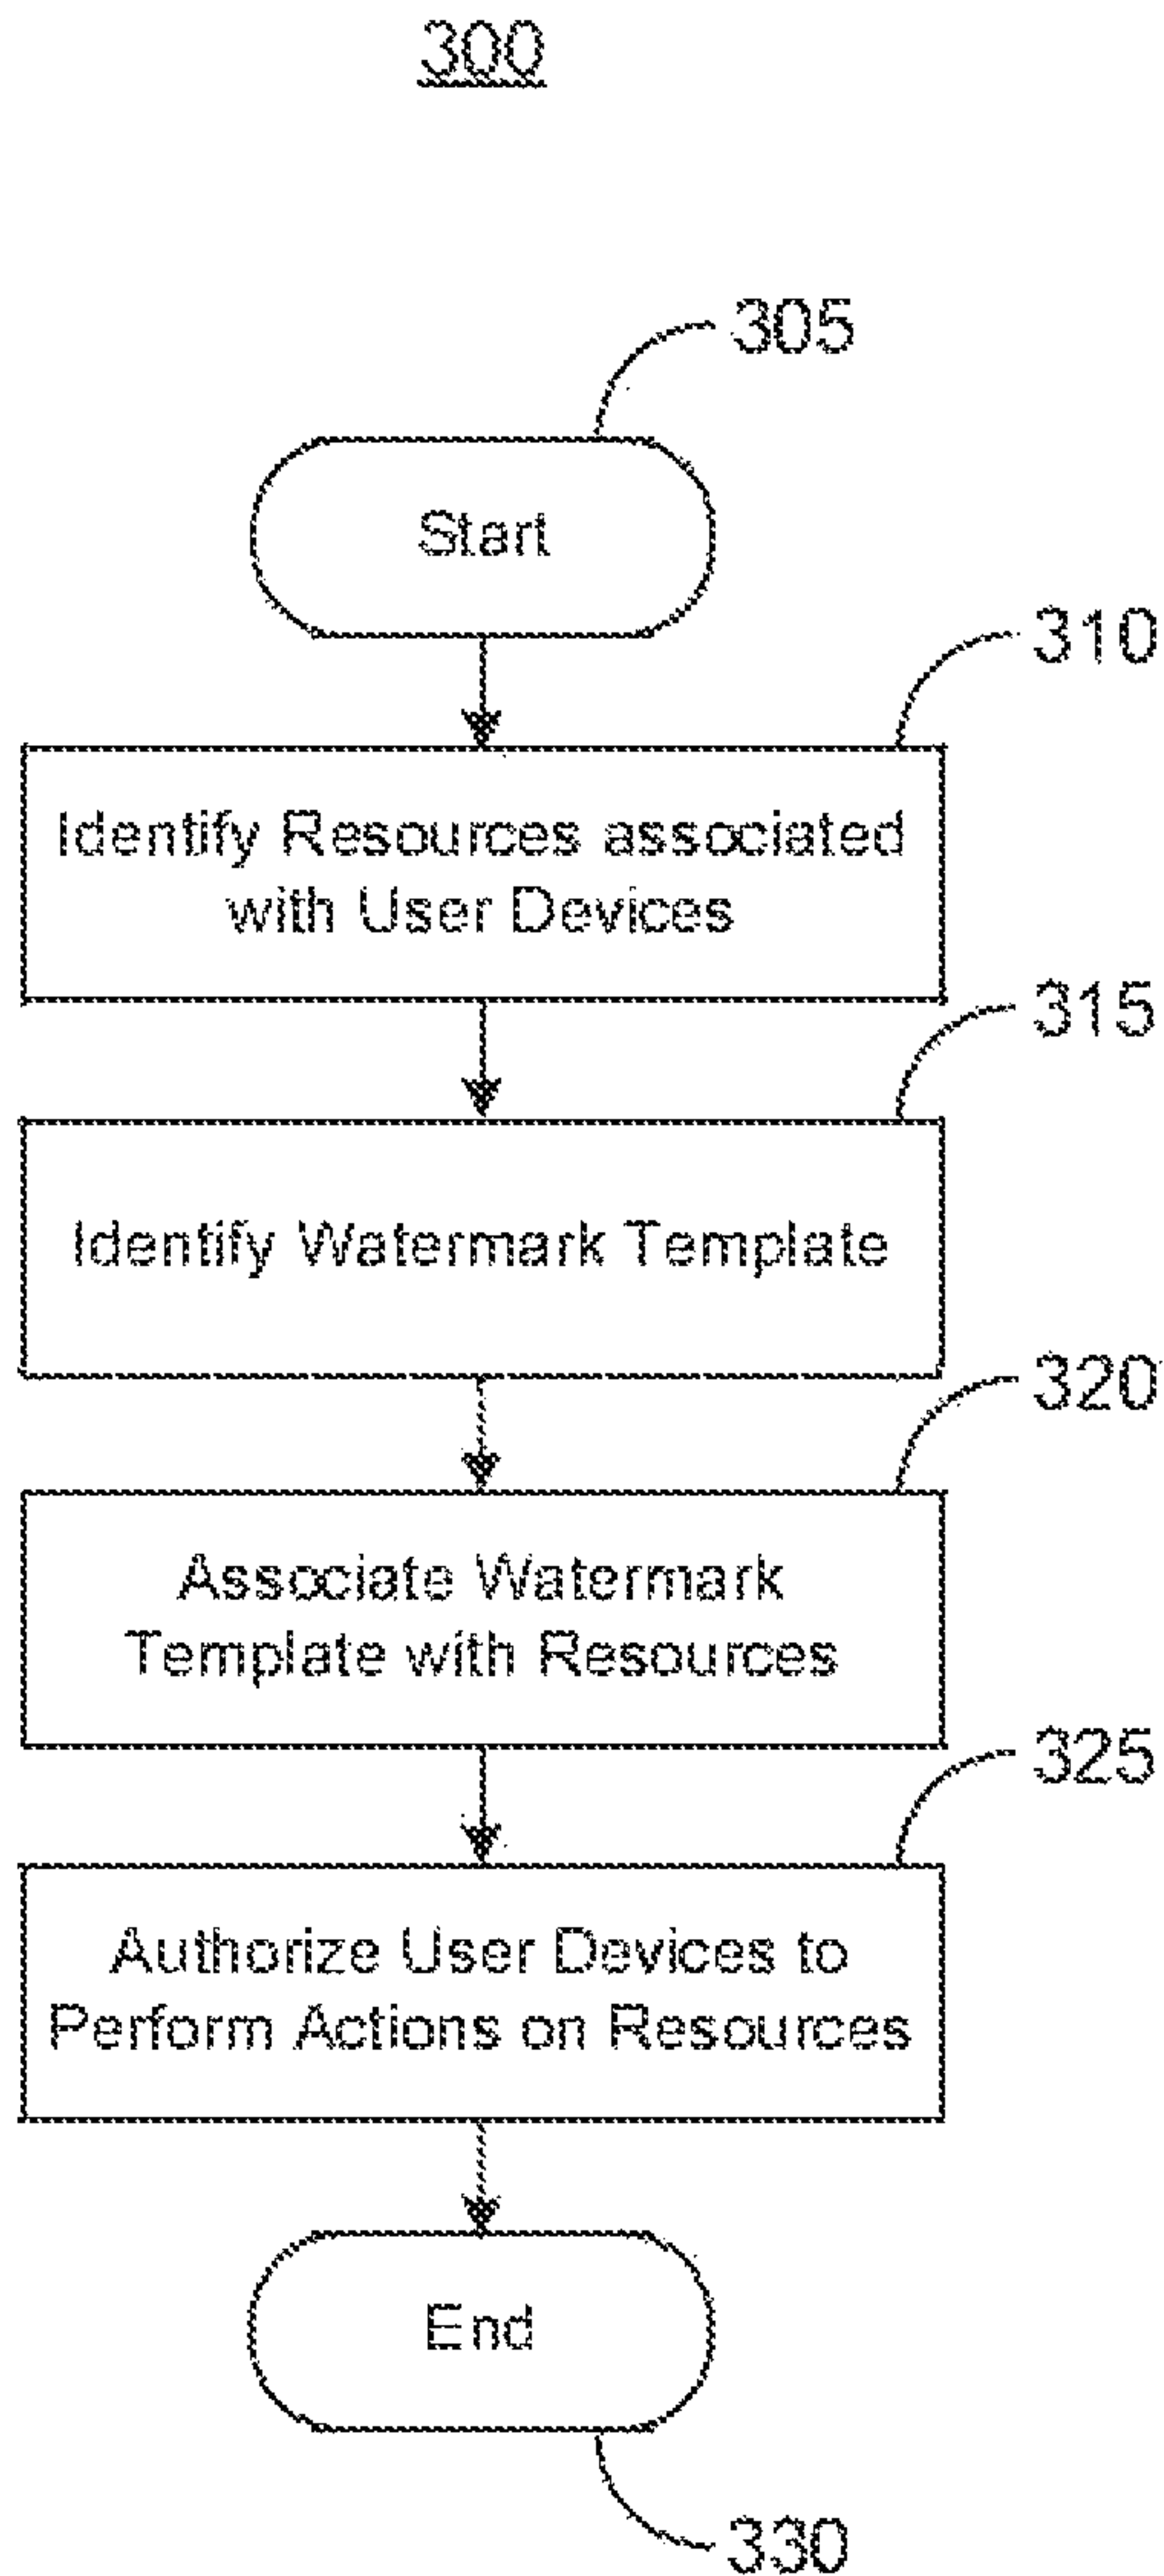 300
305
Start
310
Identify Resources associated
with User Devices
315
Identify Watermark Template
320
Associate Watermark
Template with Resources
325
Authorize User Devices to
Perform Actions on Resources
End
330